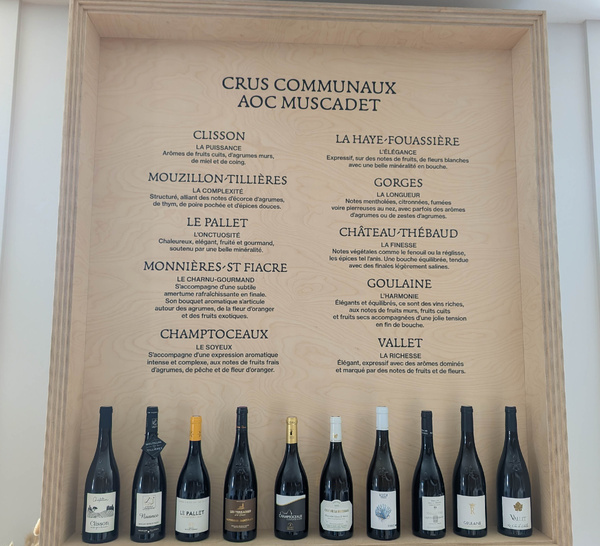 CRUS COMMUNAUX
AOC MUSCADET
CLISSON
LA PUISSANCE
Arômes de fruits cuits, d'agrumes murs,
de miel et de coing.
MOUZILLON-TILLIÈRES
LA COMPLEXITÉ
Structuré, alliant des notes d'écorce d'agrumes,
de thym, de poire pochée et d'épices douces.
LE PALLET
L'ONCTUOSITÉ
Chaleureux, élégant, fruité et gourmand,
soutenu par une belle minéralité.
MONNIÈRES-ST FIACRE
LE CHARNU-GOURMAND
S'accompagne d'une subtile
amertume rafraîchissante en finale.
Son bouquet aromatique s'articule
autour des agrumes, de la fleur d'oranger
et des fruits exotiques.
CHAMPTOCEAUX
LE SOYEUX
S'accompagne d'une expression aromatique
intense et complexe, aux notes de fruits frais
d'agrumes, de pêche et de fleur d'oranger.
LA HAYE-FOUASSIÈRE
L'ÉLÉGANCE
Expressif, sur des notes de fruits, de fleurs blanches
avec une belle minéralité en bouche.
GORGES
LA LONGUEUR
Notes mentholées, citronnées, fumées
voire pierreuses au nez, avec parfois des arômes
d'agrumes ou de zestes d'agrumes.
CHÂTEAU-THÉBAUD
LA FINESSE
Notes végétales comme le fenouil ou la réglisse,
les épices tel l'anis. Une bouche équilibrée, tendue
avec des finales légèrement salines.
GOULAINE
L'HARMONIE
Élégants et équilibrés, ce sont des vins riches,
aux notes de fruits murs, fruits cuits
et fruits secs accompagnées d'une jolie tension
en fin de bouche.
VALLET
LA RICHESSE
Élégant, expressif avec des arômes dominés
et marqué par des notes de fruits et de fleurs.
Clisson
LE PALLET
CHAMPTOCEAUX
VALLET